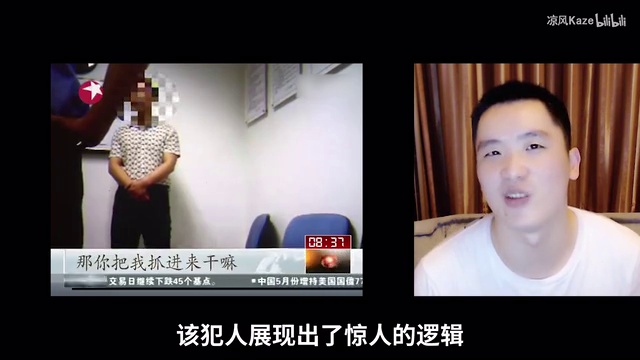 凉风Kaze bilibili
08:37
那你把我抓进来干嘛
交易日继续下跌45个基点。 *中国5月份增持美国国债77
该犯人展现出了惊人的逻辑